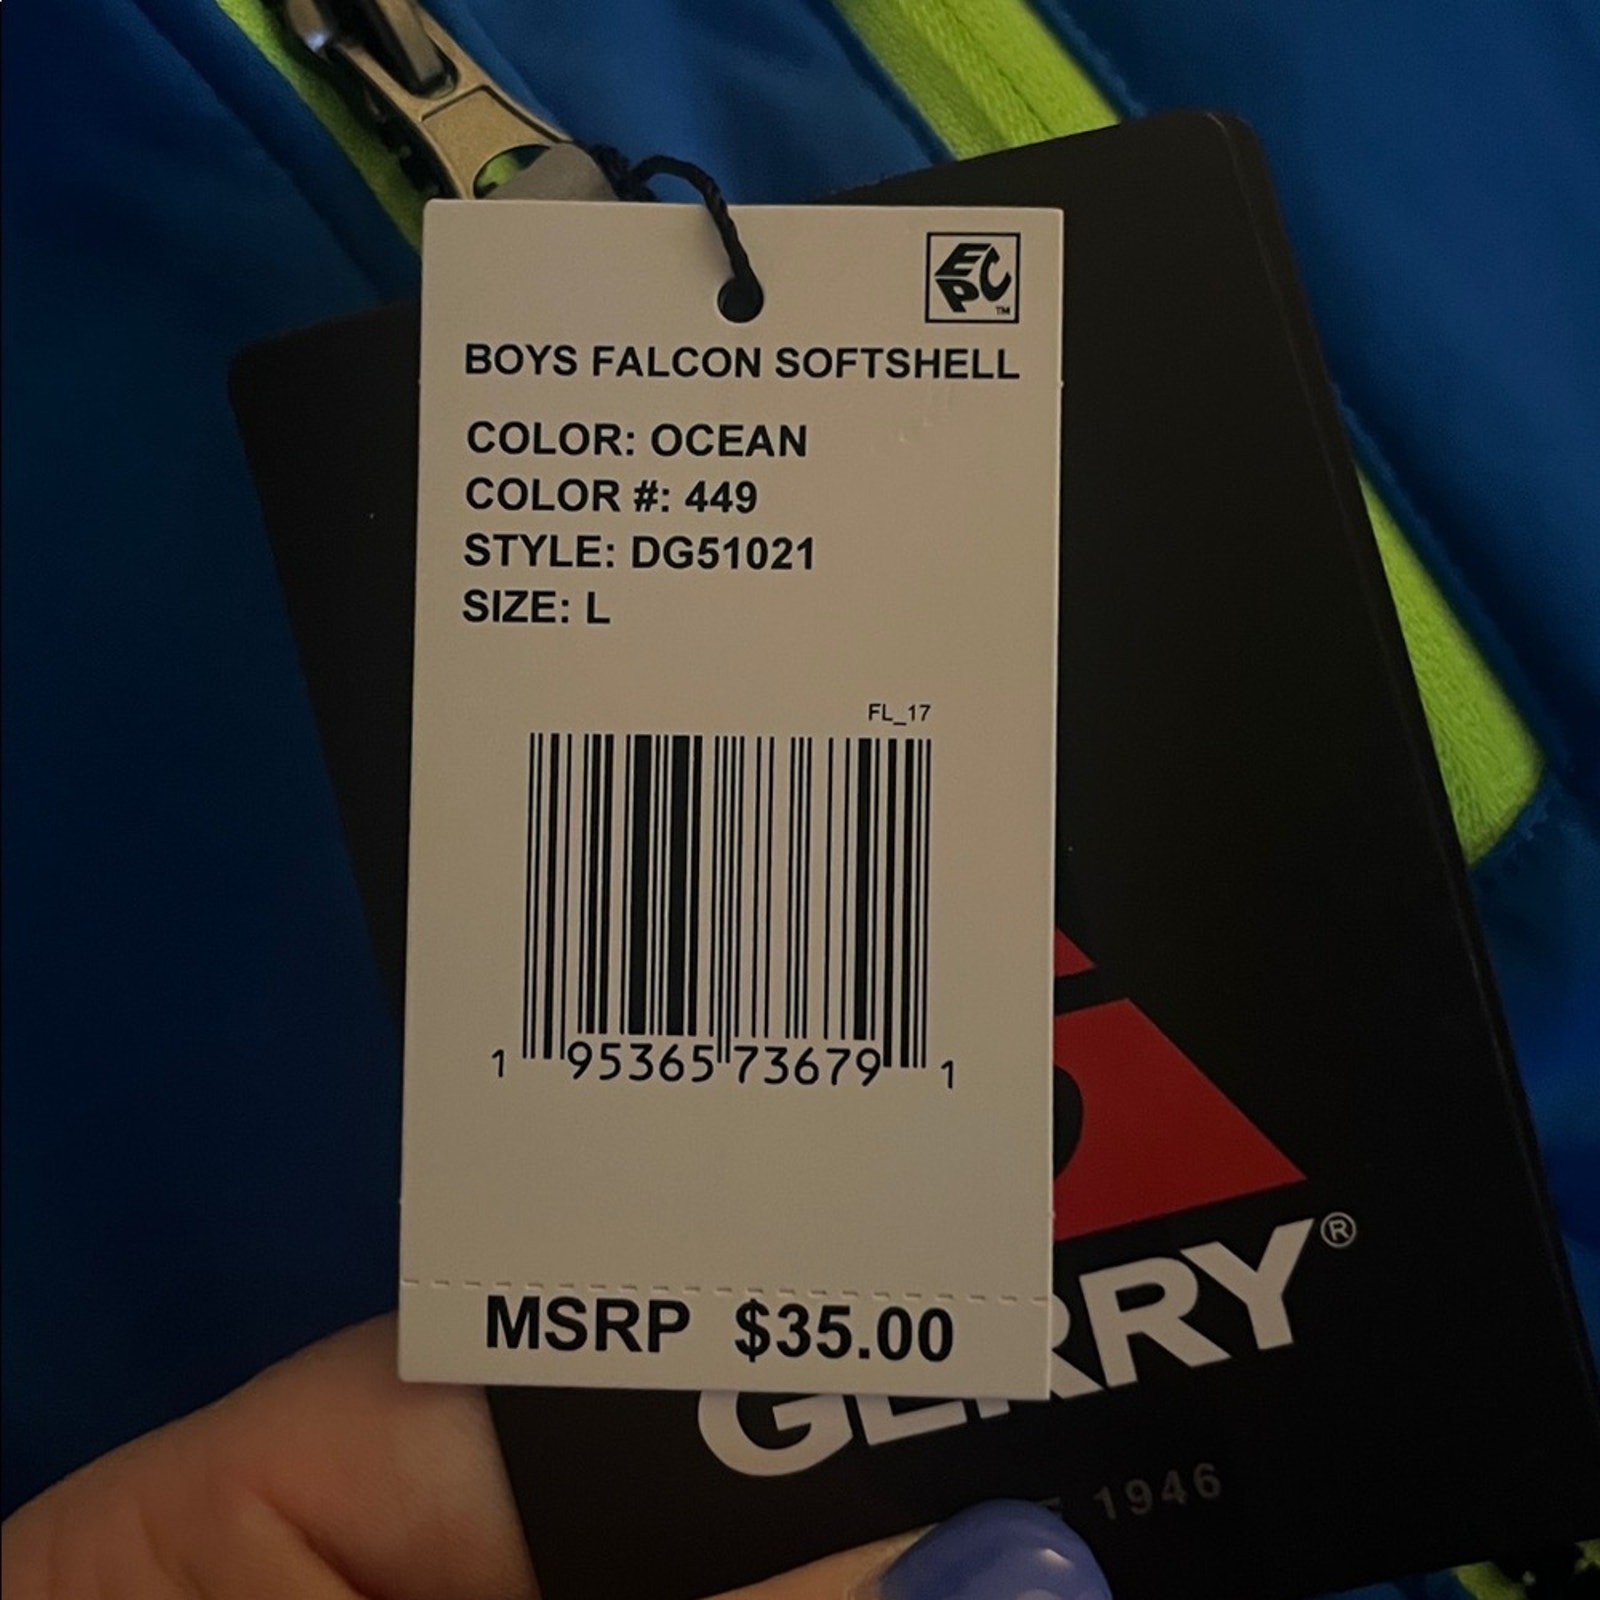 EPC™
BOYS FALCON SOFTSHELL
COLOR: OCEAN
COLOR #: 449
STYLE: DG51021
SIZE: L
FL_17
1 95365 73679 1
MSRP $35.00
GERRY®
1946